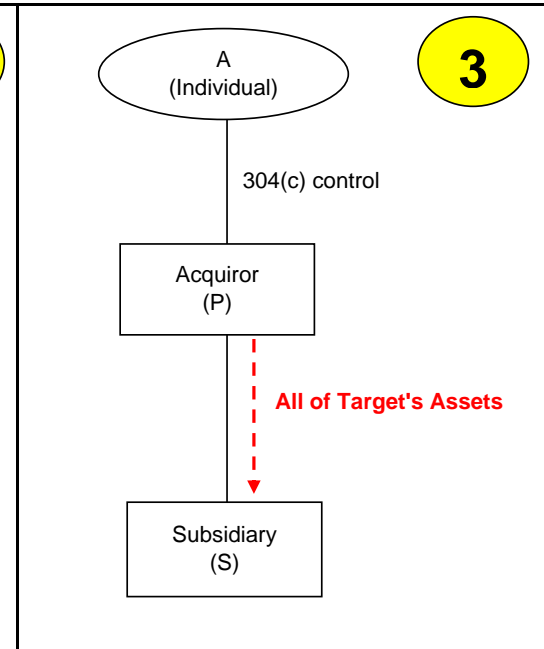 A
(Individual)
3
304(c) control
Acquiror
(P)
All of Target's Assets
Subsidiary
(S)